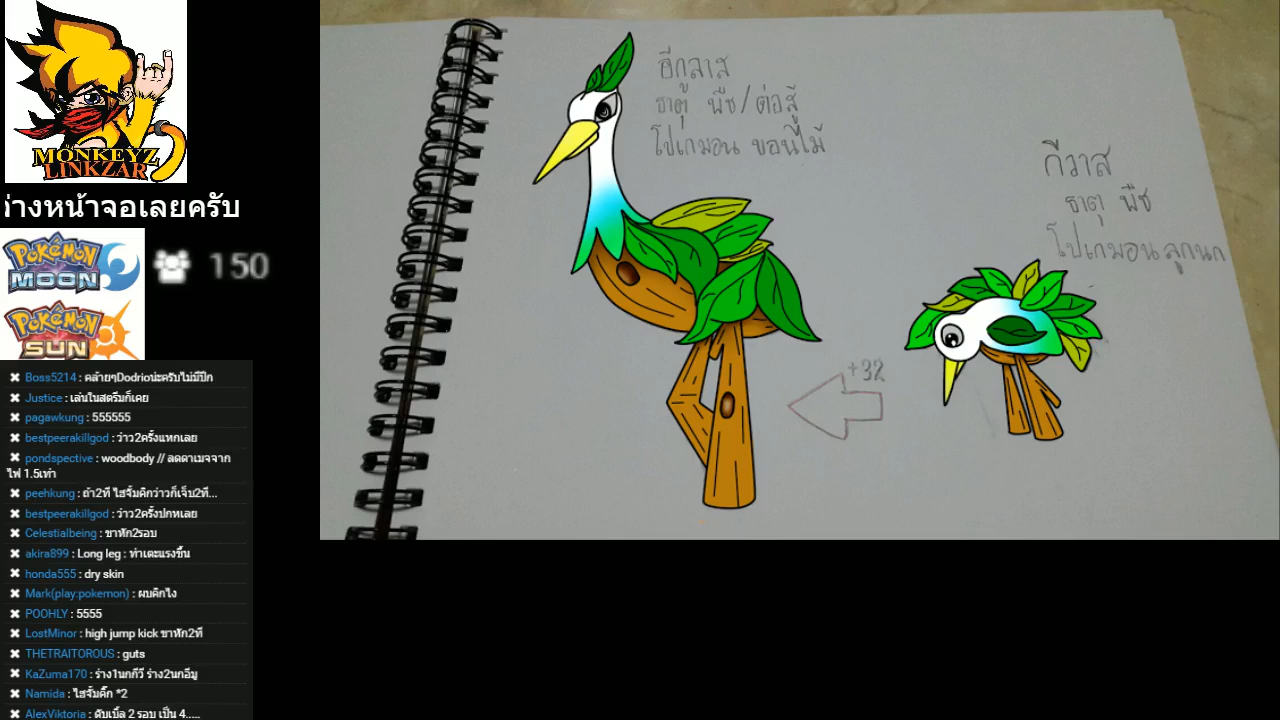 MONKEYZ
LINKZAR
่างหน้าจอเลยครับ
POKéMON
MOON
150
POKéMON
SUN
Boss5214 : คล้ายๆDodrioน่ะครับไม่มีปีก
Justice : เล่นในสตรีมก็เคย
pagawkung : 555555
bestpeerakillgod : ว่าว2ครั้งแหกเลย
pondspective : woodbody // ลดดาเมจจาก
ไฟ 1.5เท่า
peehkung : ถ้า2ที ไฮจั้มคิกว่าวก็เจ็บ2ที...
bestpeerakillgod : ว่าว2ครั้งปกหเลย
Celestialbeing : ขาหัก2รอบ
akira899 : Long leg : ท่าเตะแรงขึ้น
honda555 : dry skin
Mark(play:pokemon) : ผบคิกไง
POOHLY : 5555
LostMinor : high jump kick ขาหัก2ที
THETRAITOROUS : guts
KaZuma170 : ร่าง1นกกีวี ร่าง2นกอีมู
Namida : ไฮจั้มคิ๊ก *2
AlexViktoria : ดับเบิ้ล 2 รอบ เป็น 4.....
อีกูลาส
ธาตุ พืช/ต่อสู้
โปเกมอน ขอนไม้
กีวาส
ธาตุ พืช
โปเกมอน ลูกนก
+32